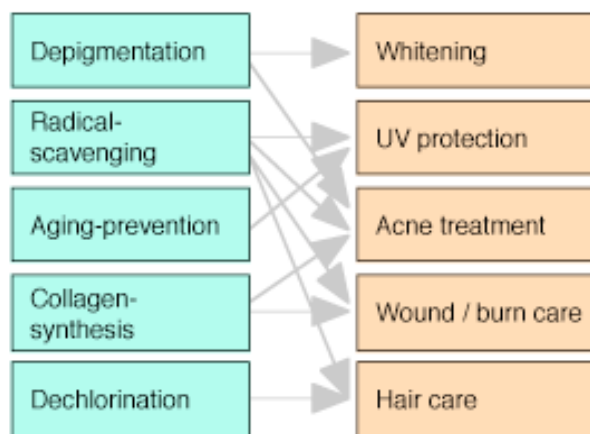 Depigmentation
Whitening
Radical-
scavenging
UV protection
Aging-prevention
Acne treatment
Collagen-
synthesis
Wound / burn care
Dechlorination
Hair care